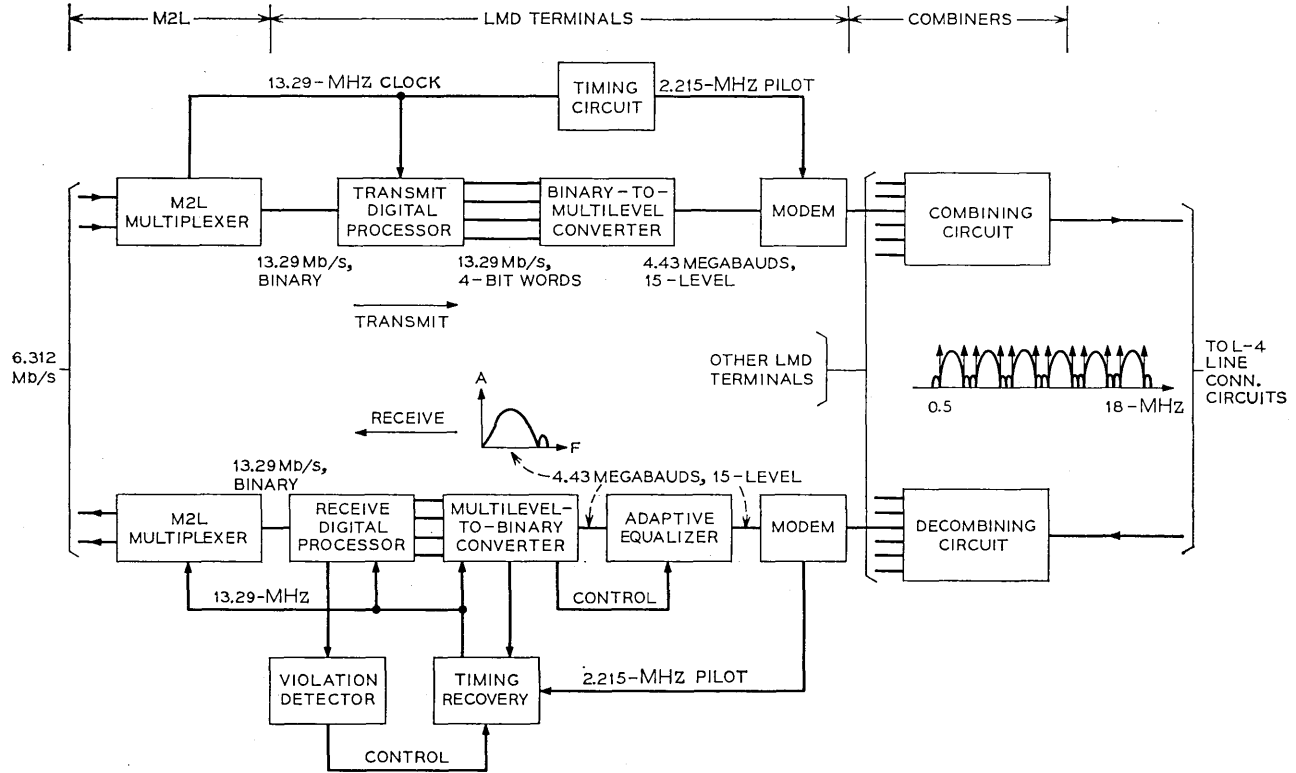 M2L
LMD TERMINALS
COMBINERS
13.29-MHz CLOCK
TIMING
CIRCUIT
2.215-MHz PILOT
M2L
MULTIPLEXER
TRANSMIT
DIGITAL
PROCESSOR
BINARY-TO-
MULTILEVEL
CONVERTER
MODEM
COMBINING
CIRCUIT
13.29 Mb/s,
BINARY
13.29 Mb/s,
4-BIT WORDS
4.43 MEGABAUDS,
15-LEVEL
TRANSMIT
6.312
Mb/s
OTHER LMD
TERMINALS
0.5
18-MHz
TO L-4
LINE
CONN.
CIRCUITS
A
F
RECEIVE
13.29 Mb/s,
BINARY
4.43 MEGABAUDS, 15-LEVEL
M2L
MULTIPLEXER
RECEIVE
DIGITAL
PROCESSOR
MULTILEVEL-
TO-BINARY
CONVERTER
ADAPTIVE
EQUALIZER
MODEM
DECOMBINING
CIRCUIT
13.29-MHz
CONTROL
VIOLATION
DETECTOR
TIMING
RECOVERY
2.215-MHz PILOT
CONTROL